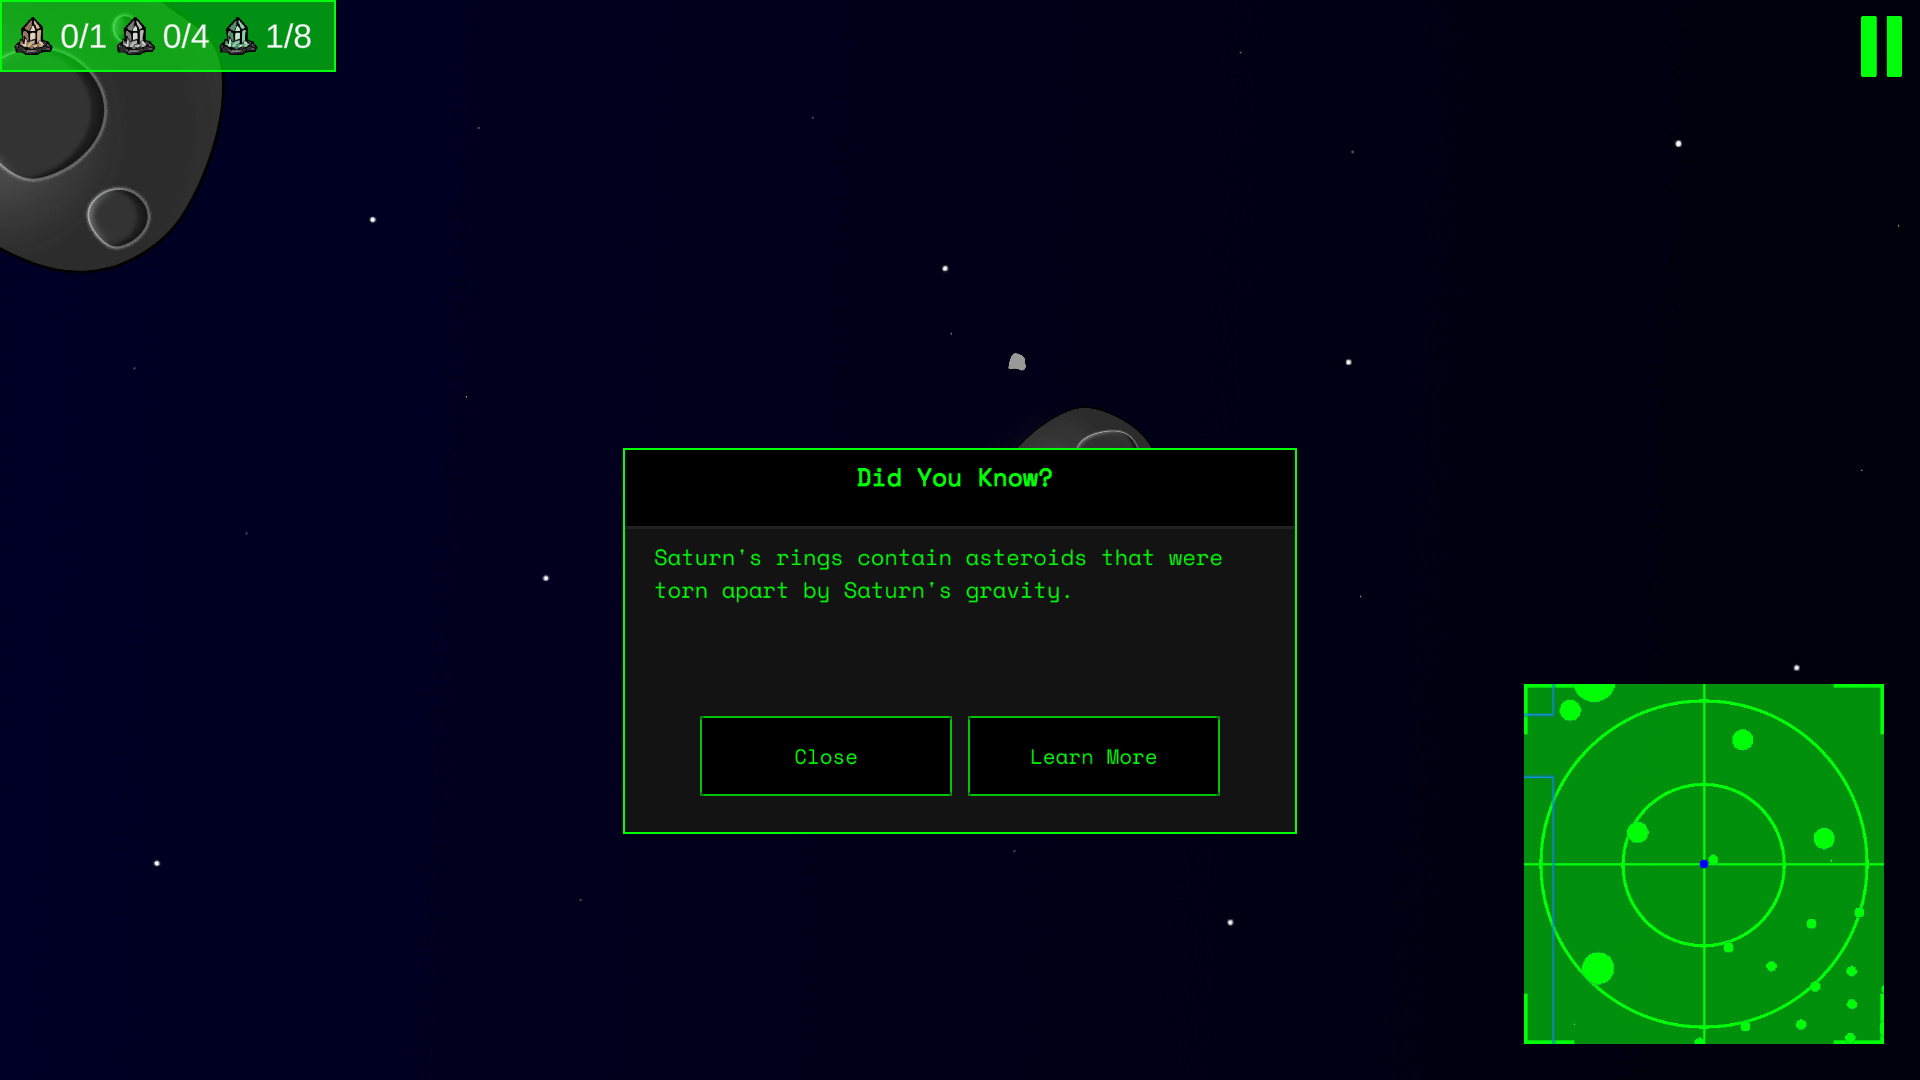 0/1 0/4 1/8
Did You Know?
Saturn's rings contain asteroids that were
torn apart by Saturn's gravity.
Close Learn More